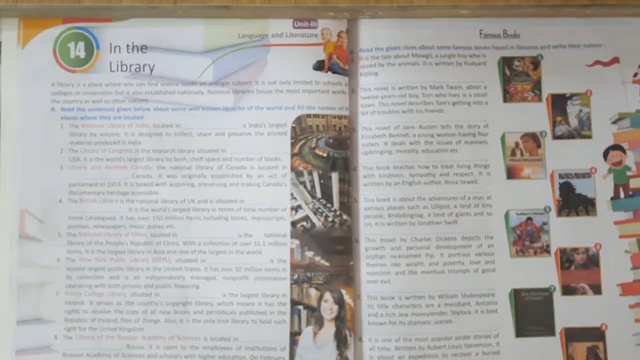 Unit-III
Language and Literature
14
In the
Library
A library is a place where one can find several books on a single subject. It is not only limited to schools
colleges or universities but is also established nationally. National libraries house the most important works
the country as well as other
A. Read the sentences given below about some well known libraries of the world and fill the names of
places where they are located
1. The National Library of India, located in is India's largest
library by volume. It is designed to collect, share and preserve the printed
material produced in India.
2. The Library of Congress is the research library situated in
USA. It is the world's largest library by both, shelf space and number of books.
3. Library and Archives Canada, the national library of Canada is located in
Canada. It was originally established by an act of
parliament in 1953. It is tasked with acquiring, preserving and making Canada's
documentary heritage accessible.
4. The British Library is the national library of UK and is situated in
It is the world's largest library in terms of total number of
items catalogued. It has over 150 million items including books, manuscripts,
journals, newspapers, music scores etc.
5. The National Library of China, located in is the national
library of the People's Republic of China. With a collection of over 31.1 million
items, it is the largest library in Asia and one of the largest in the world.
6. The New York Public Library (NYPL), situated in is the
second largest public library in the United States. It has over 50 million items in
its collection and is an independently managed, nonprofit corporation
operating with both private and public financing.
7. Trinity College Library, situated in is the largest library in
Ireland. It serves as the country's copyright library, which means it has the
rights to receive the copy of all new books and periodicals published in the
Republic of Ireland, free of charge. Also, it is the only Irish library to hold such
right for the United Kingdom.
8. The Library of the Russian Academy of Sciences is located in
Russia. It is open to the employees of institutions of
Russian Academy of Sciences and scholars with higher education. On February
Famous Books
Read the given clues about some famous books found in libraries and write their names
It is the tale about Mowgli, a jungle boy who is
raised by the animals. It is written by Rudyard
Kipling.
This novel is written by Mark Twain, about a
twelve-years-old boy, Tom who lives in a small
town. This novel describes Tom's getting into a
lot of troubles with his friends.
This novel of Jane Austen tells the story of
Elizabeth Bennet, a young woman having four
sisters. It deals with the issues of manners,
upbringing, morality, education etc.
This book teaches how to treat living things
with kindness, sympathy and respect. It is
written by an English author, Anna Sewell.
This book is about the adventures of a man at
various places such as Lilliput, a land of tiny
people, Brobdingnag, a land of giants and so
on. It is written by Jonathan Swift.
This novel by Charles Dickens depicts the
growth and personal development of an
orphan nicknamed Pip. It portrays various
themes like wealth and poverty, love and
rejection and the eventual triumph of good
over evil.
This book is written by William Shakespeare.
Its title characters are a merchant, Antonio
and a rich Jew moneylender, Shylock. It is best
known for its dramatic scenes.
It is one of the most popular pirate stories of
all time. Written by Robert Louis Stevenson, it
is about an expedition to recover a buried